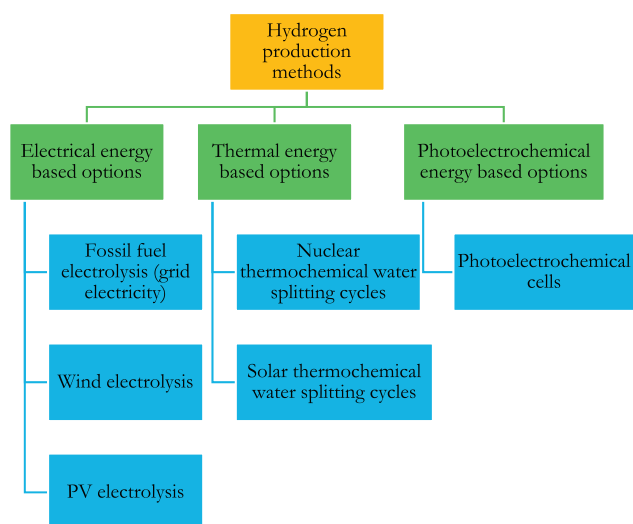 Hydrogen
production
methods
Electrical energy
based options
Thermal energy
based options
Photoelectrochemical
energy based options
Fossil fuel
electrolysis (grid
electricity)
Nuclear
thermochemical water
splitting cycles
Photoelectrochemical
cells
Wind electrolysis
Solar thermochemical
water splitting cycles
PV electrolysis